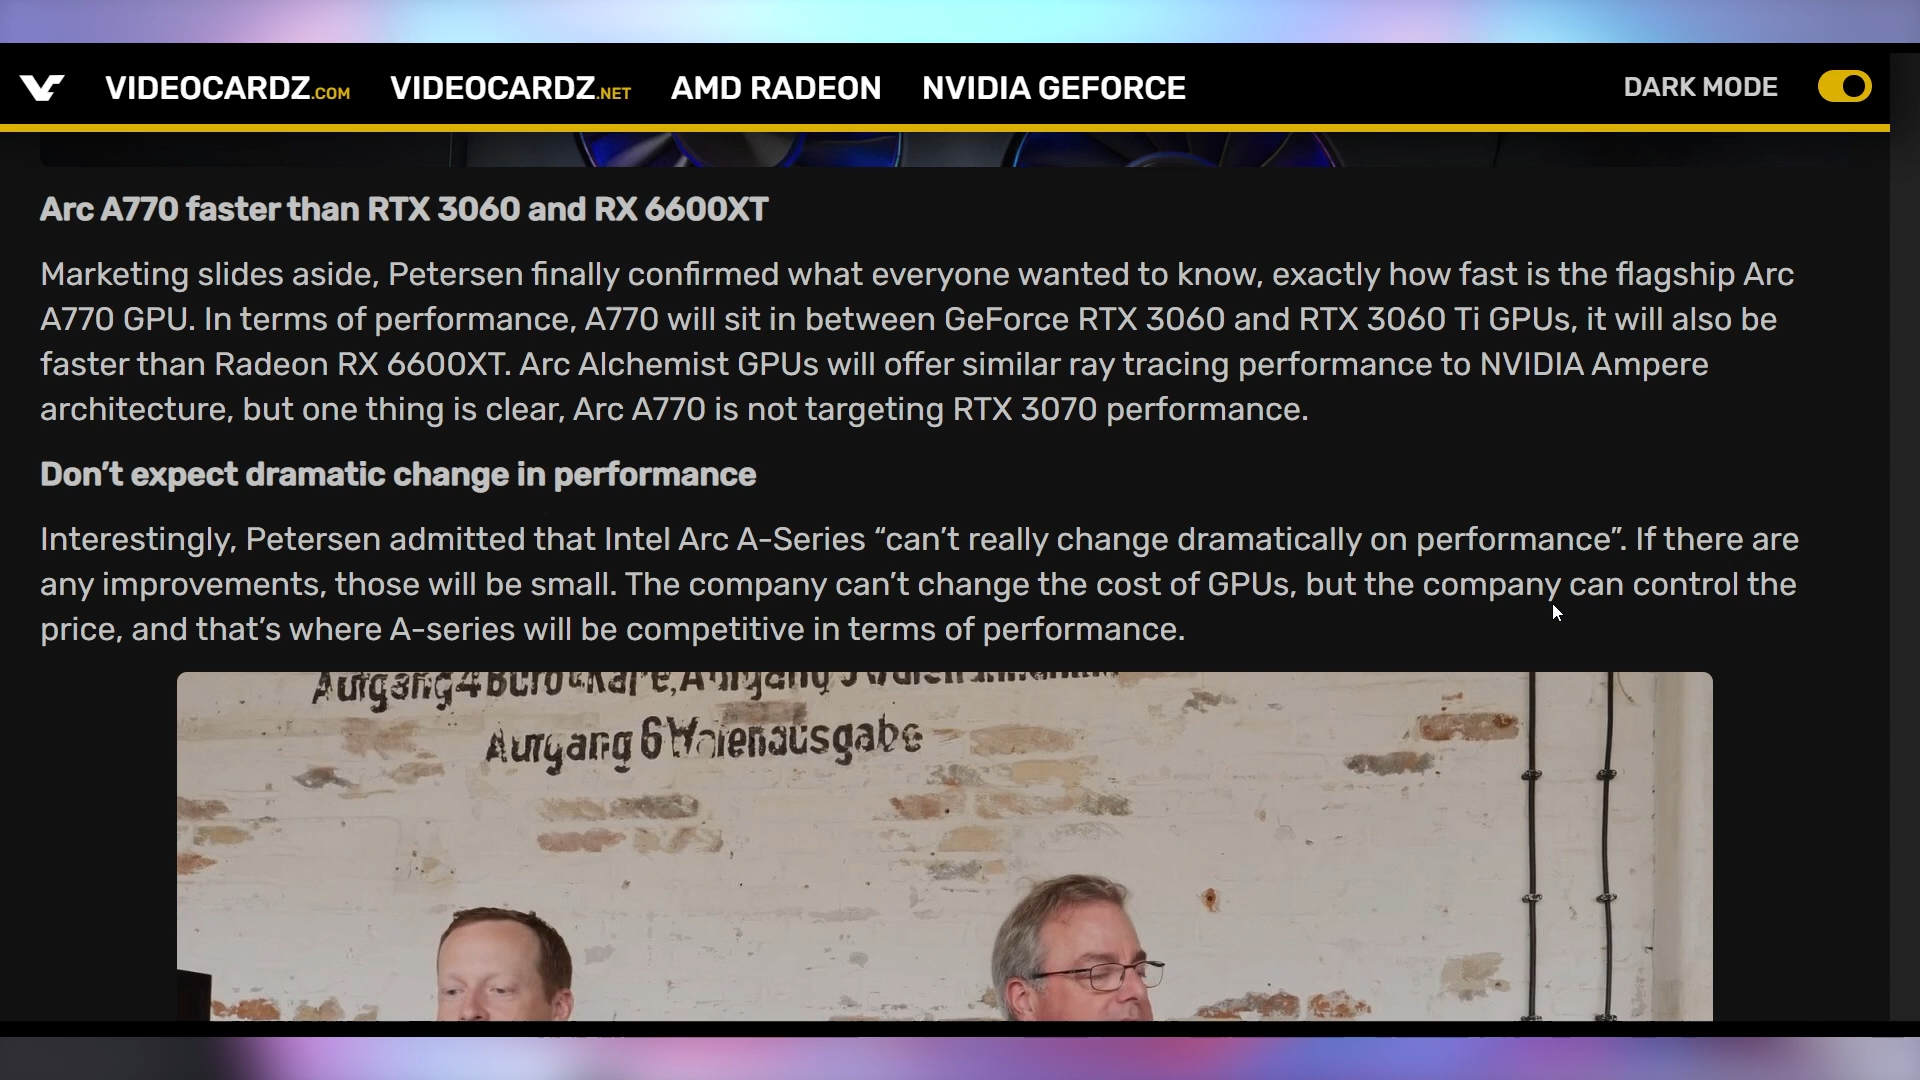 VIDEOCARDZ.COM VIDEOCARDZ.NET AMD RADEON NVIDIA GEFORCE DARK MODE
Arc A770 faster than RTX 3060 and RX 6600XT
Marketing slides aside, Petersen finally confirmed what everyone wanted to know, exactly how fast is the flagship Arc
A770 GPU. In terms of performance, A770 will sit in between GeForce RTX 3060 and RTX 3060 Ti GPUs, it will also be
faster than Radeon RX 6600XT. Arc Alchemist GPUs will offer similar ray tracing performance to NVIDIA Ampere
architecture, but one thing is clear, Arc A770 is not targeting RTX 3070 performance.
Don’t expect dramatic change in performance
Interestingly, Petersen admitted that Intel Arc A-Series “can’t really change dramatically on performance”. If there are
any improvements, those will be small. The company can’t change the cost of GPUs, but the company can control the
price, and that’s where A-series will be competitive in terms of performance.
6